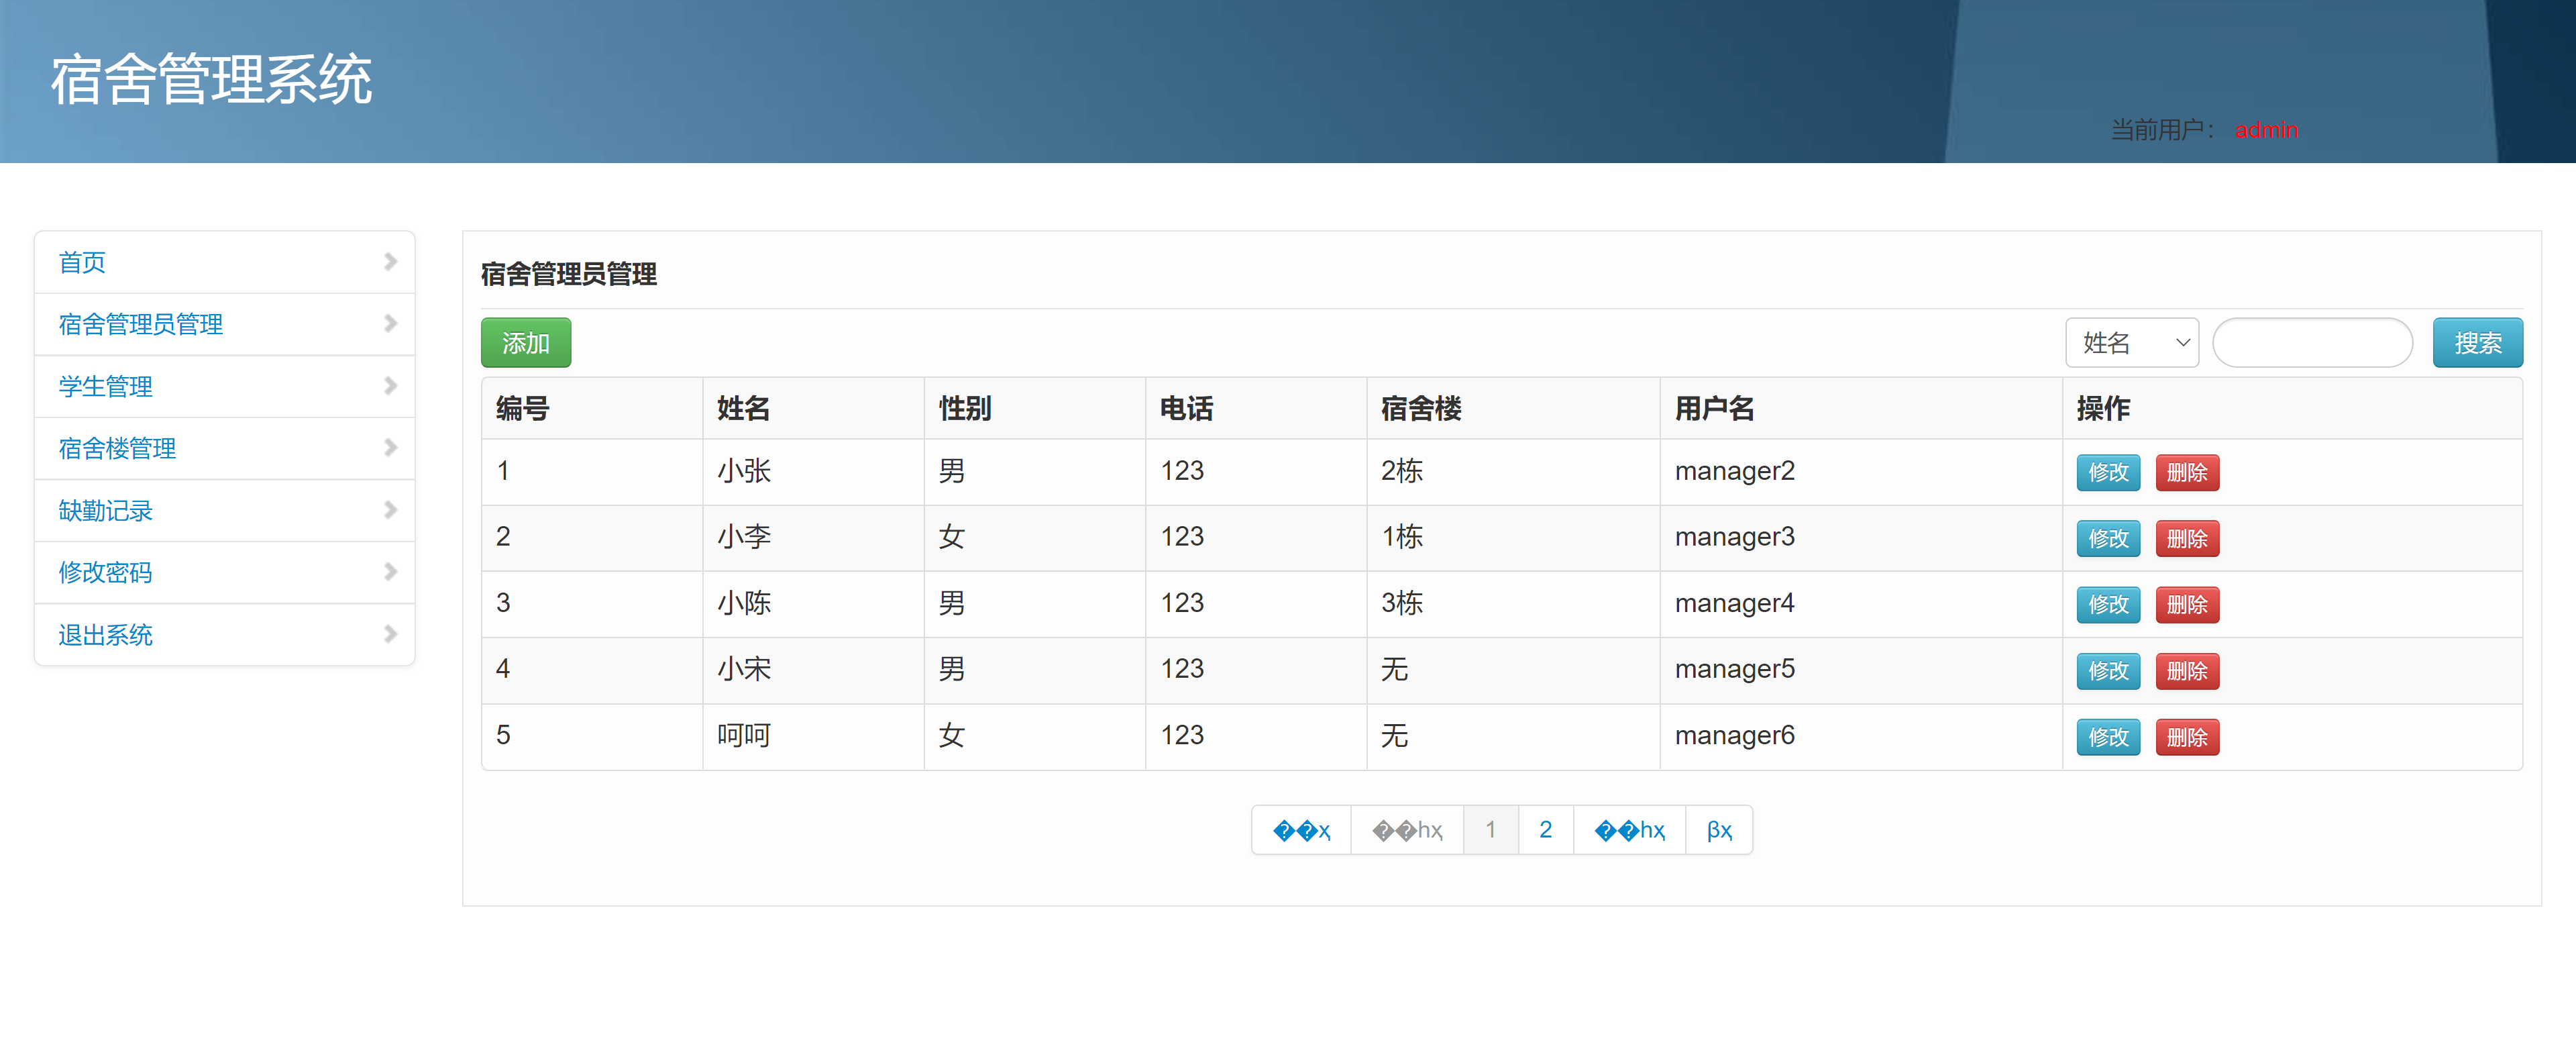 宿舍管理系统
当前用户： admin
首页
宿舍管理员管理
学生管理
宿舍楼管理
缺勤记录
修改密码
退出系统
宿舍管理员管理
添加 姓名 搜索
编号 姓名 性别 电话 宿舍楼 用户名 操作
1 小张 男 123 2栋 manager2 修改 删除
2 小李 女 123 1栋 manager3 修改 删除
3 小陈 男 123 3栋 manager4 修改 删除
4 小宋 男 123 无 manager5 修改 删除
5 呵呵 女 123 无 manager6 修改 删除
��ҳ ��һҳ 1 2 ��һҳ βҳ